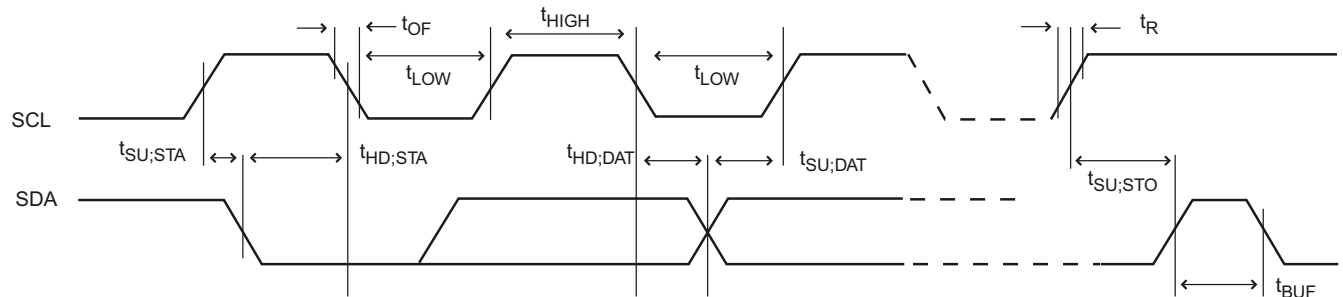 tOF
tHIGH
tR
tLOW
tLOW
SCL
tSU;STA
tHD;STA
tHD;DAT
tSU;DAT
tSU;STO
SDA
tBUF